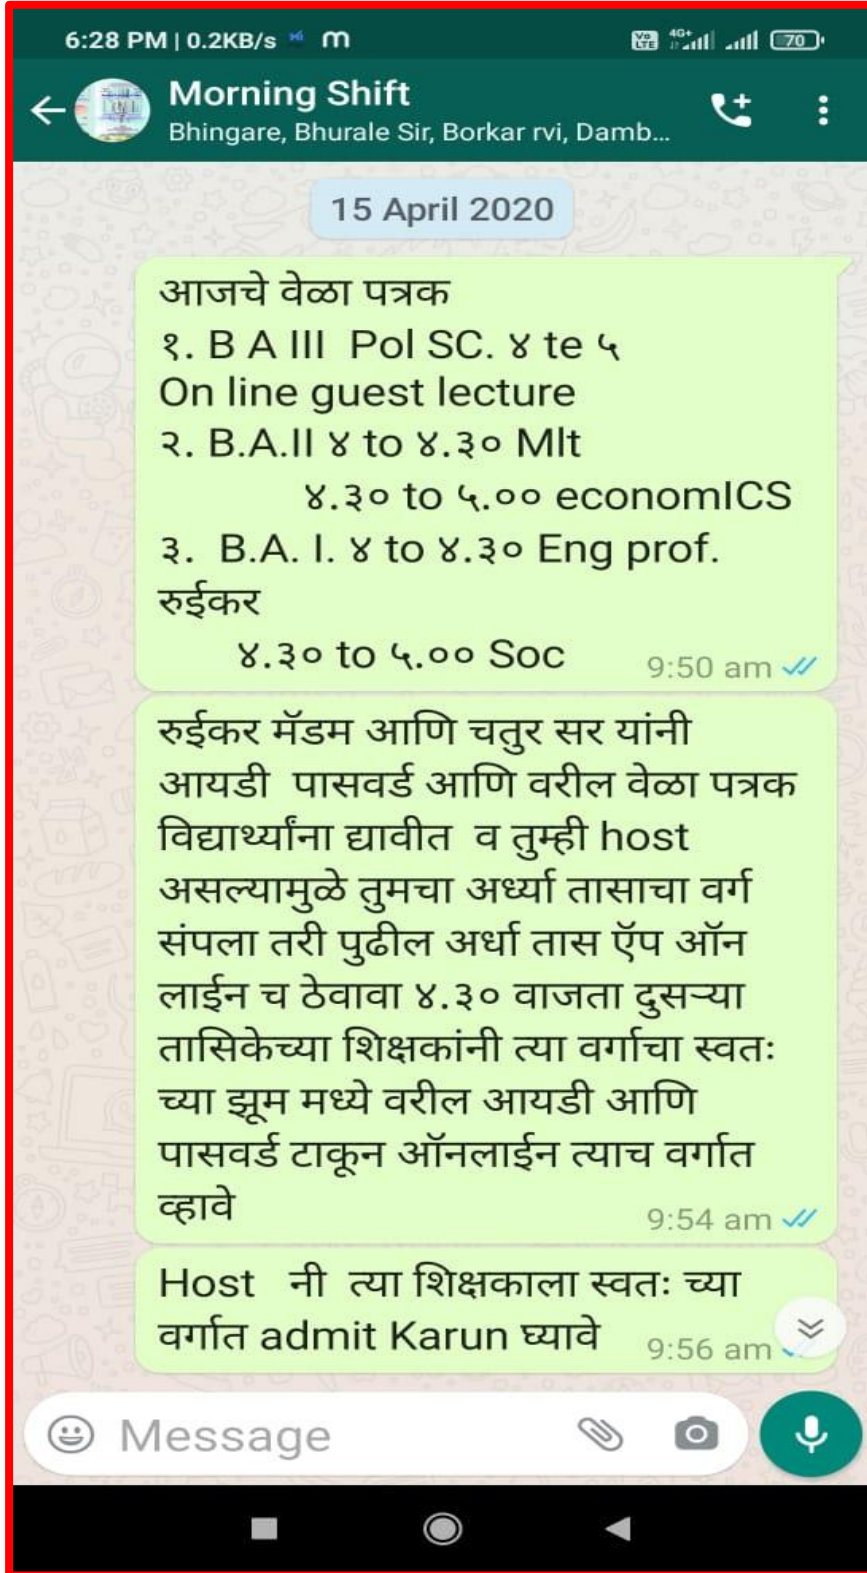 6:28 PM | 0.2KB/s
Vo LTE 4G+ 70
Morning Shift
Bhingare, Bhurale Sir, Borkar rvi, Damb...
15 April 2020
आजचे वेळा पत्रक
१. B A III Pol SC. ४ te ५
On line guest lecture
२. B.A.II ४ to ४.३० Mlt
४.३० to ५.०० economICS
३. B.A. I. ४ to ४.३० Eng prof.
रुईकर
४.३० to ५.०० Soc
9:50 am
रुईकर मॅडम आणि चतुर सर यांनी
आयडी पासवर्ड आणि वरील वेळा पत्रक
विद्यार्थ्यांना द्यावीत व तुम्ही host
असल्यामुळे तुमचा अर्ध्या तासाचा वर्ग
संपला तरी पुढील अर्धा तास ऍप ऑन
लाईन च ठेवावा ४.३० वाजता दुसऱ्या
तासिकेच्या शिक्षकांनी त्या वर्गाचा स्वतः
च्या झूम मध्ये वरील आयडी आणि
पासवर्ड टाकून ऑनलाईन त्याच वर्गात
व्हावे
9:54 am
Host नी त्या शिक्षकाला स्वतः च्या
वर्गात admit Karun घ्यावे
9:56 am
Message